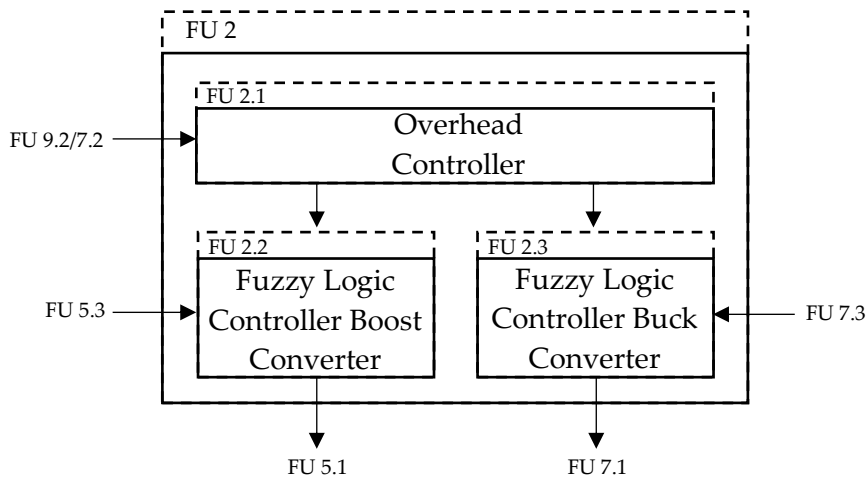 FU 2
FU 2.1
Overhead
Controller
FU 9.2/7.2
FU 2.2
Fuzzy Logic
Controller Boost
Converter
FU 2.3
Fuzzy Logic
Controller Buck
Converter
FU 5.3
FU 7.3
FU 5.1
FU 7.1